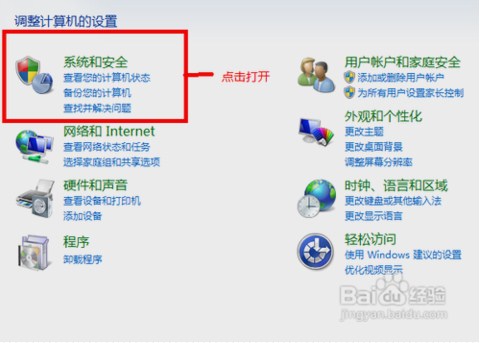 调整计算机的设置
系统和安全
查看您的计算机状态
备份您的计算机
查找并解决问题
点击打开
网络和 Internet
查看网络状态和任务
选择家庭组和共享选项
硬件和声音
查看设备和打印机
添加设备
程序
卸载程序
用户帐户和家庭安全
添加或删除用户帐户
为所有用户设置家长控制
外观和个性化
更改主题
更改桌面背景
调整屏幕分辨率
时钟、语言和区域
更改键盘或其他输入法
更改显示语言
轻松访问
使用 Windows 建议的设置
优化视频显示
Baidu 经验
jingyan.baidu.com